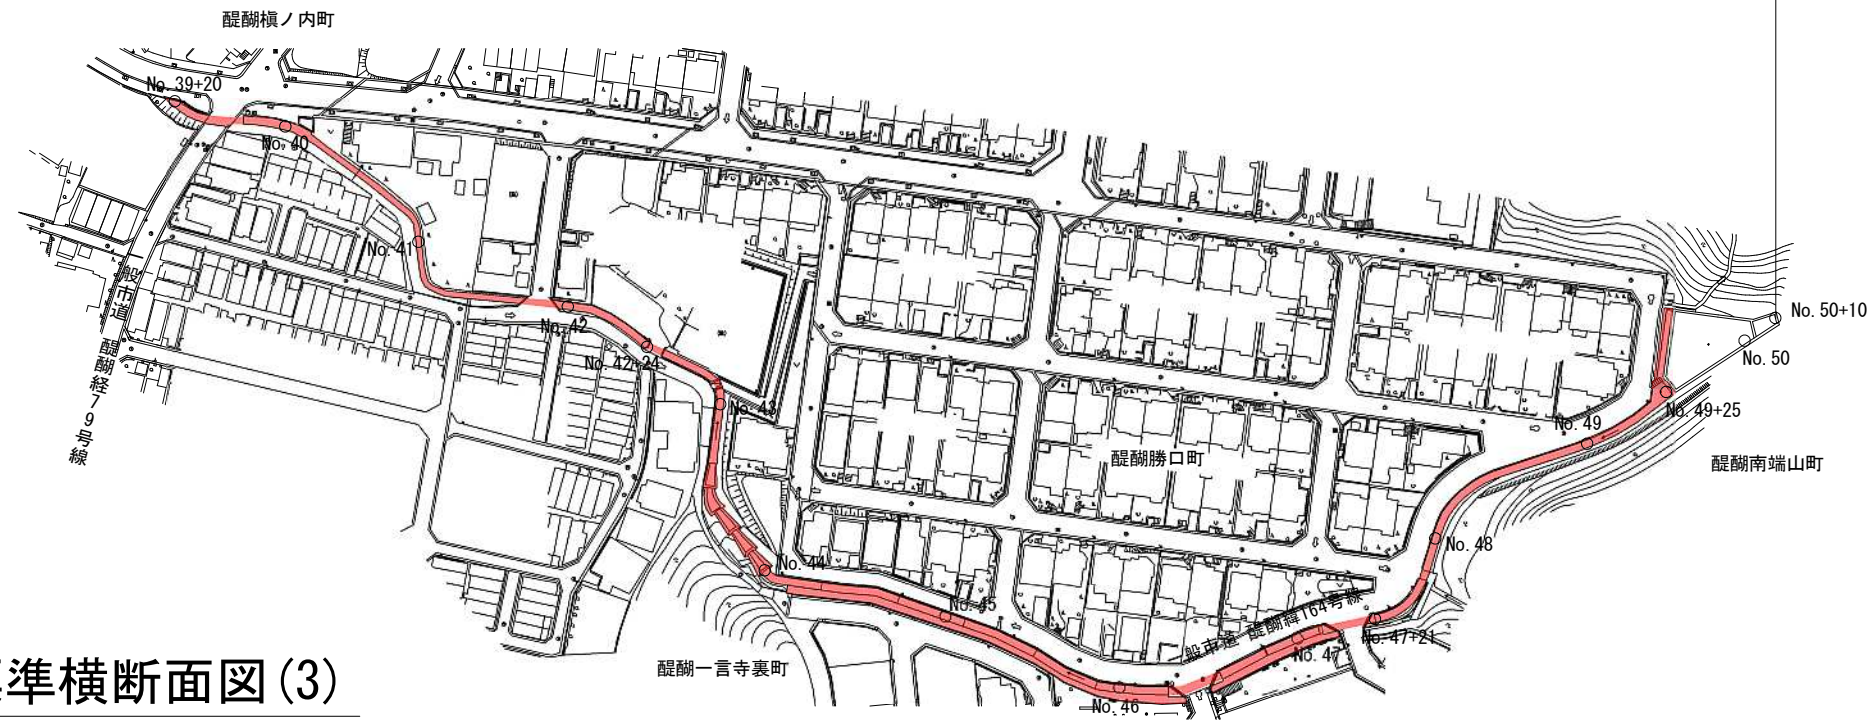 醍醐槇ノ内町
No. 39+20
No. 40
No. 41
No. 42
No. 42+24
No. 43
No. 44
No. 45
No. 46
No. 47
No. 47+21
No. 48
No. 49
No. 49+25
No. 50
No. 50+10
一般市道 醍醐経79号線
醍醐勝口町
醍醐南端山町
一般市道 醍醐緯164号線
醍醐一言寺裏町
準横断面図(3)